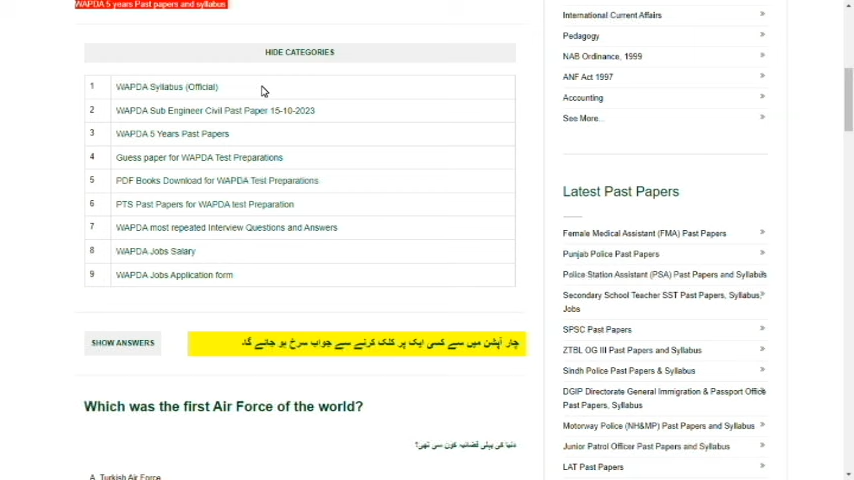 WAPDA 5 years Past papers and syllabus
HIDE CATEGORIES
1 WAPDA Syllabus (Official)
2 WAPDA Sub Engineer Civil Past Paper 15-10-2023
3 WAPDA 5 Years Past Papers
4 Guess paper for WAPDA Test Preparations
5 PDF Books Download for WAPDA Test Preparations
6 PTS Past Papers for WAPDA test Preparation
7 WAPDA most repeated Interview Questions and Answers
8 WAPDA Jobs Salary
9 WAPDA Jobs Application form
SHOW ANSWERS
چار آپشن میں سے کسی ایک پر کلک کرنے سے جواب سرخ ہو جائے گا۔
Which was the first Air Force of the world?
دنیا کی پہلی فضائیہ کون سی تھی؟
A. Turkish Air Force
International Current Affairs »
Pedagogy »
NAB Ordinance, 1999 »
ANF Act 1997 »
Accounting »
See More... »
Latest Past Papers
Female Medical Assistant (FMA) Past Papers »
Punjab Police Past Papers »
Police Station Assistant (PSA) Past Papers and Syllabus »
Secondary School Teacher SST Past Papers, Syllabus, »
Jobs
SPSC Past Papers »
ZTBL OG III Past Papers and Syllabus »
Sindh Police Past Papers & Syllabus »
DGIP Directorate General Immigration & Passport Office »
Past Papers, Syllabus
Motorway Police (NH&MP) Past Papers and Syllabus »
Junior Patrol Officer Past Papers and Syllabus »
LAT Past Papers »